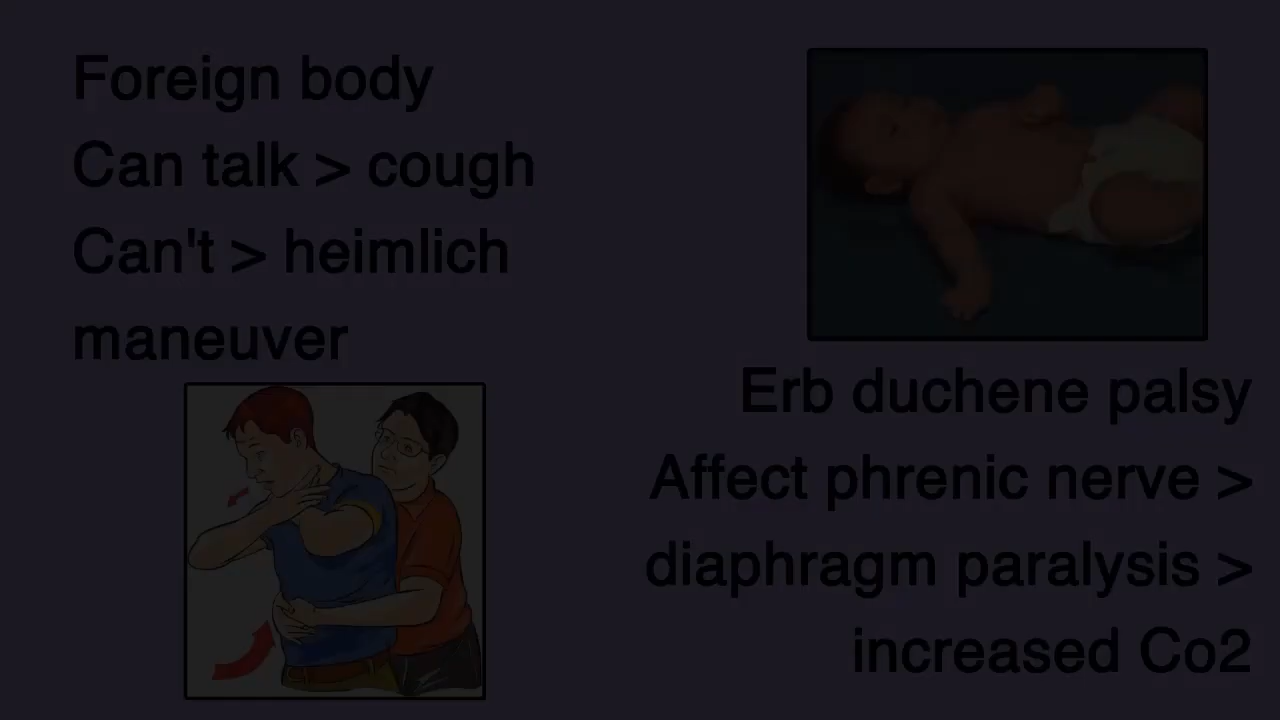 Foreign body
Can talk > cough
Can't > heimlich
maneuver
Erb duchene palsy
Affect phrenic nerve >
diaphragm paralysis >
increased Co2